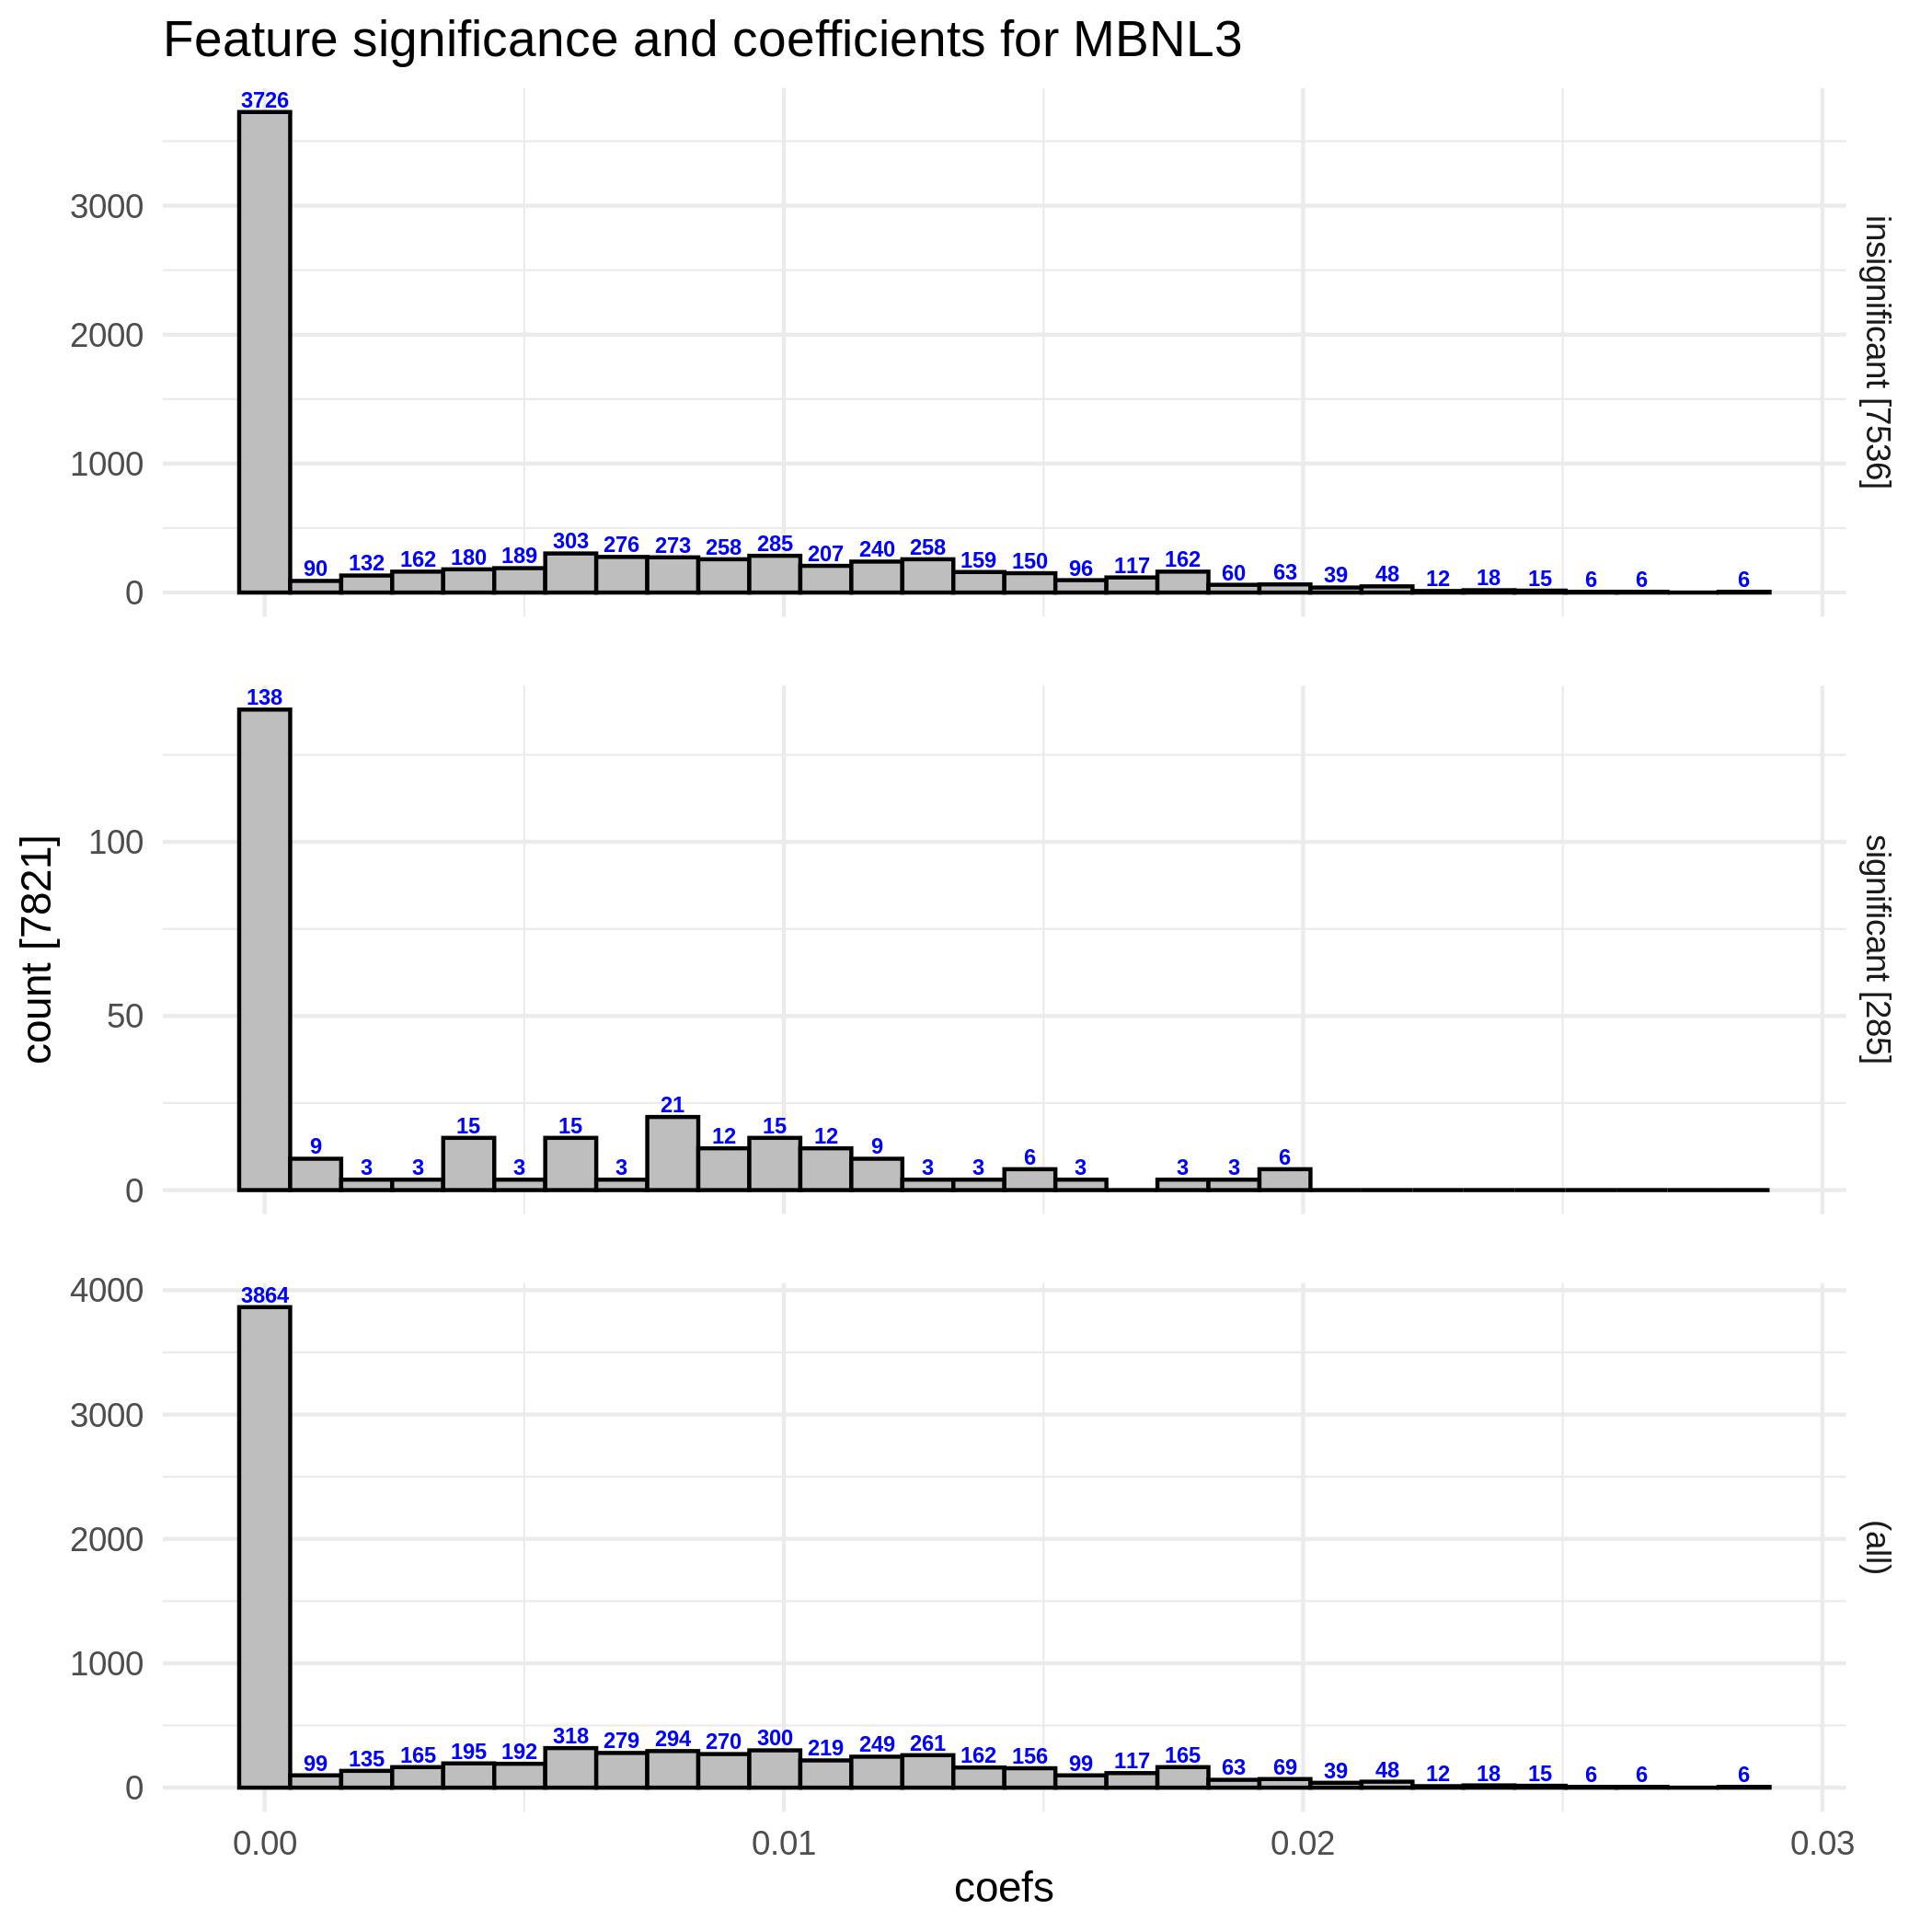 Feature significance and coefficients for MBNL3
3726
3000
2000
1000
0
90 132 162 180 189 303 276 273 258 285 207 240 258 159 150 96 117 162 60 63 39 48 12 18 15 6 6 6
insignificant [7536]
138
100
50
0
9 3 3 15 3 15 3 21 12 15 12 9 3 3 6 3 3 3 6
significant [285]
count [7821]
4000
3864
3000
2000
1000
0
99 135 165 195 192 318 279 294 270 300 219 249 261 162 156 99 117 165 63 69 39 48 12 18 15 6 6 6
(all)
0.00 0.01 0.02 0.03
coefs